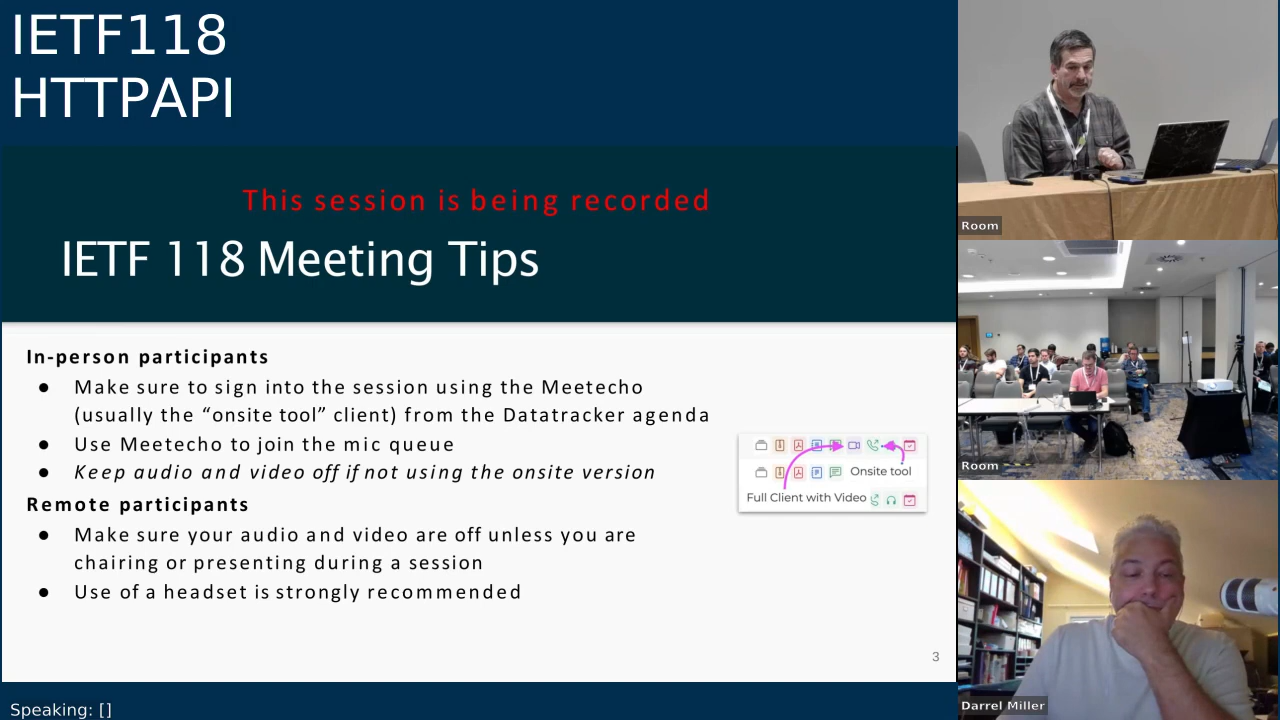 IETF118
HTTPAPI
This session is being recorded
IETF 118 Meeting Tips
In-person participants
● Make sure to sign into the session using the Meetecho
(usually the “onsite tool” client) from the Datatracker agenda
● Use Meetecho to join the mic queue
● Keep audio and video off if not using the onsite version
Remote participants
● Make sure your audio and video are off unless you are
chairing or presenting during a session
● Use of a headset is strongly recommended
Onsite tool
Full Client with Video
3
Speaking: []
Room
Room
Darrel Miller